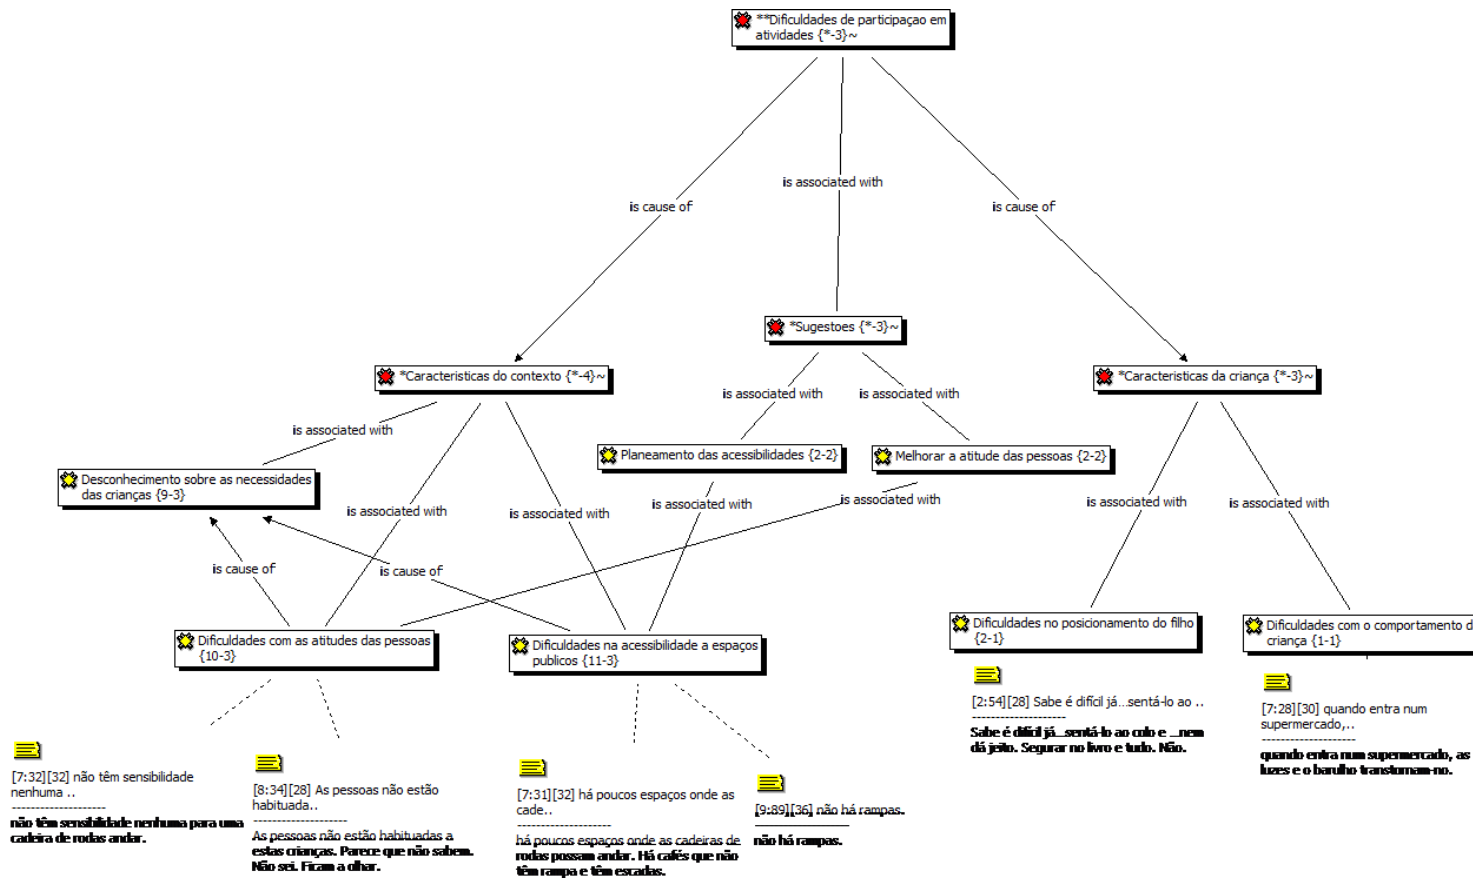 **Dificuldades de participaçao em
atividades {*-3}~
is associated with
is cause of
is cause of
*Sugestoes {*-3}~
*Caracteristicas do contexto {*-4}~
*Caracteristicas da criança {*-3}~
is associated with
is associated with
is associated with
Planeamento das acessibilidades {2-2}
Melhorar a atitude das pessoas {2-2}
Desconhecimento sobre as necessidades
das crianças {9-3}
is associated with
is associated with
is associated with
is associated with
is associated with
is associated with
is cause of
is cause of
Dificuldades com as atitudes das pessoas
{10-3}
Dificuldades na acessibilidade a espaços
publicos {11-3}
Dificuldades no posicionamento do filho
{2-1}
Dificuldades com o comportamento d
criança {1-1}
[7:32][32] não têm sensibilidade
nenhuma ..
--------------------
não têm sensibilidade nenhuma para uma
cadeira de rodas andar.
[8:34][28] As pessoas não estão
habituada..
--------------------
As pessoas não estão habituadas a
estas crianças. Parece que não sabem.
Não sei. Ficam a olhar.
[7:31][32] há poucos espaços onde as
cade..
--------------------
há poucos espaços onde as cadeiras de
rodas possam andar. Há cafés que não
têm rampa e têm escadas.
[9:89][36] não há rampas.
--------------------
não há rampas.
[2:54][28] Sabe é difícil já...sentá-lo ao ..
--------------------
Sabe é difícil já...sentá-lo ao colo e ...nem
dá jeito. Segurar no livro e tudo. Não.
[7:28][30] quando entra num
supermercado,..
--------------------
quando entra num supermercado, as
luzes e o barulho transtornam-no.